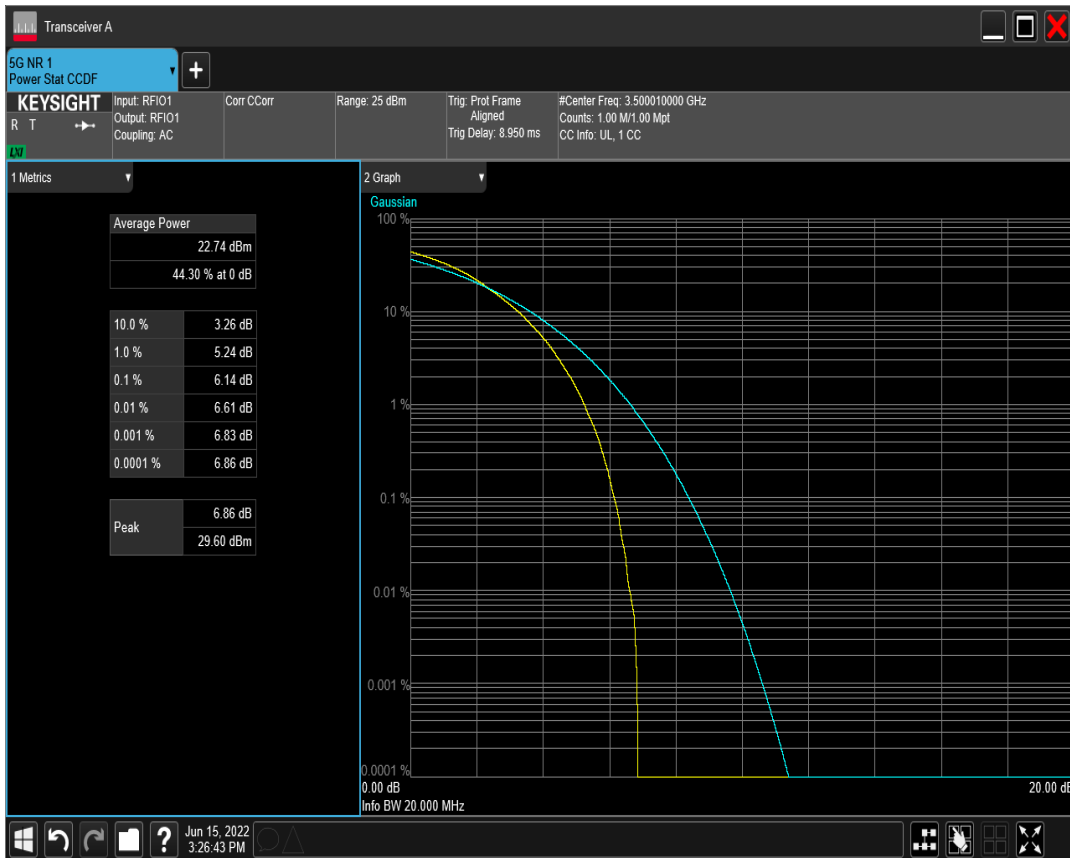 Transceiver A
5G NR 1
Power Stat CCDF
KEYSIGHT
R T
LXI
Input: RFIO1
Output: RFIO1
Coupling: AC
Corr CCorr
Range: 25 dBm
Trig: Prot Frame
Aligned
Trig Delay: 8.950 ms
#Center Freq: 3.500010000 GHz
Counts: 1.00 M/1.00 Mpt
CC Info: UL, 1 CC
1 Metrics
Average Power
22.74 dBm
44.30 % at 0 dB
10.0 % 3.26 dB
1.0 % 5.24 dB
0.1 % 6.14 dB
0.01 % 6.61 dB
0.001 % 6.83 dB
0.0001 % 6.86 dB
Peak
6.86 dB
29.60 dBm
2 Graph
Gaussian
100 %
10 %
1 %
0.1 %
0.01 %
0.001 %
0.0001 %
0.00 dB
20.00 dB
Info BW 20.000 MHz
Jun 15, 2022
3:26:43 PM